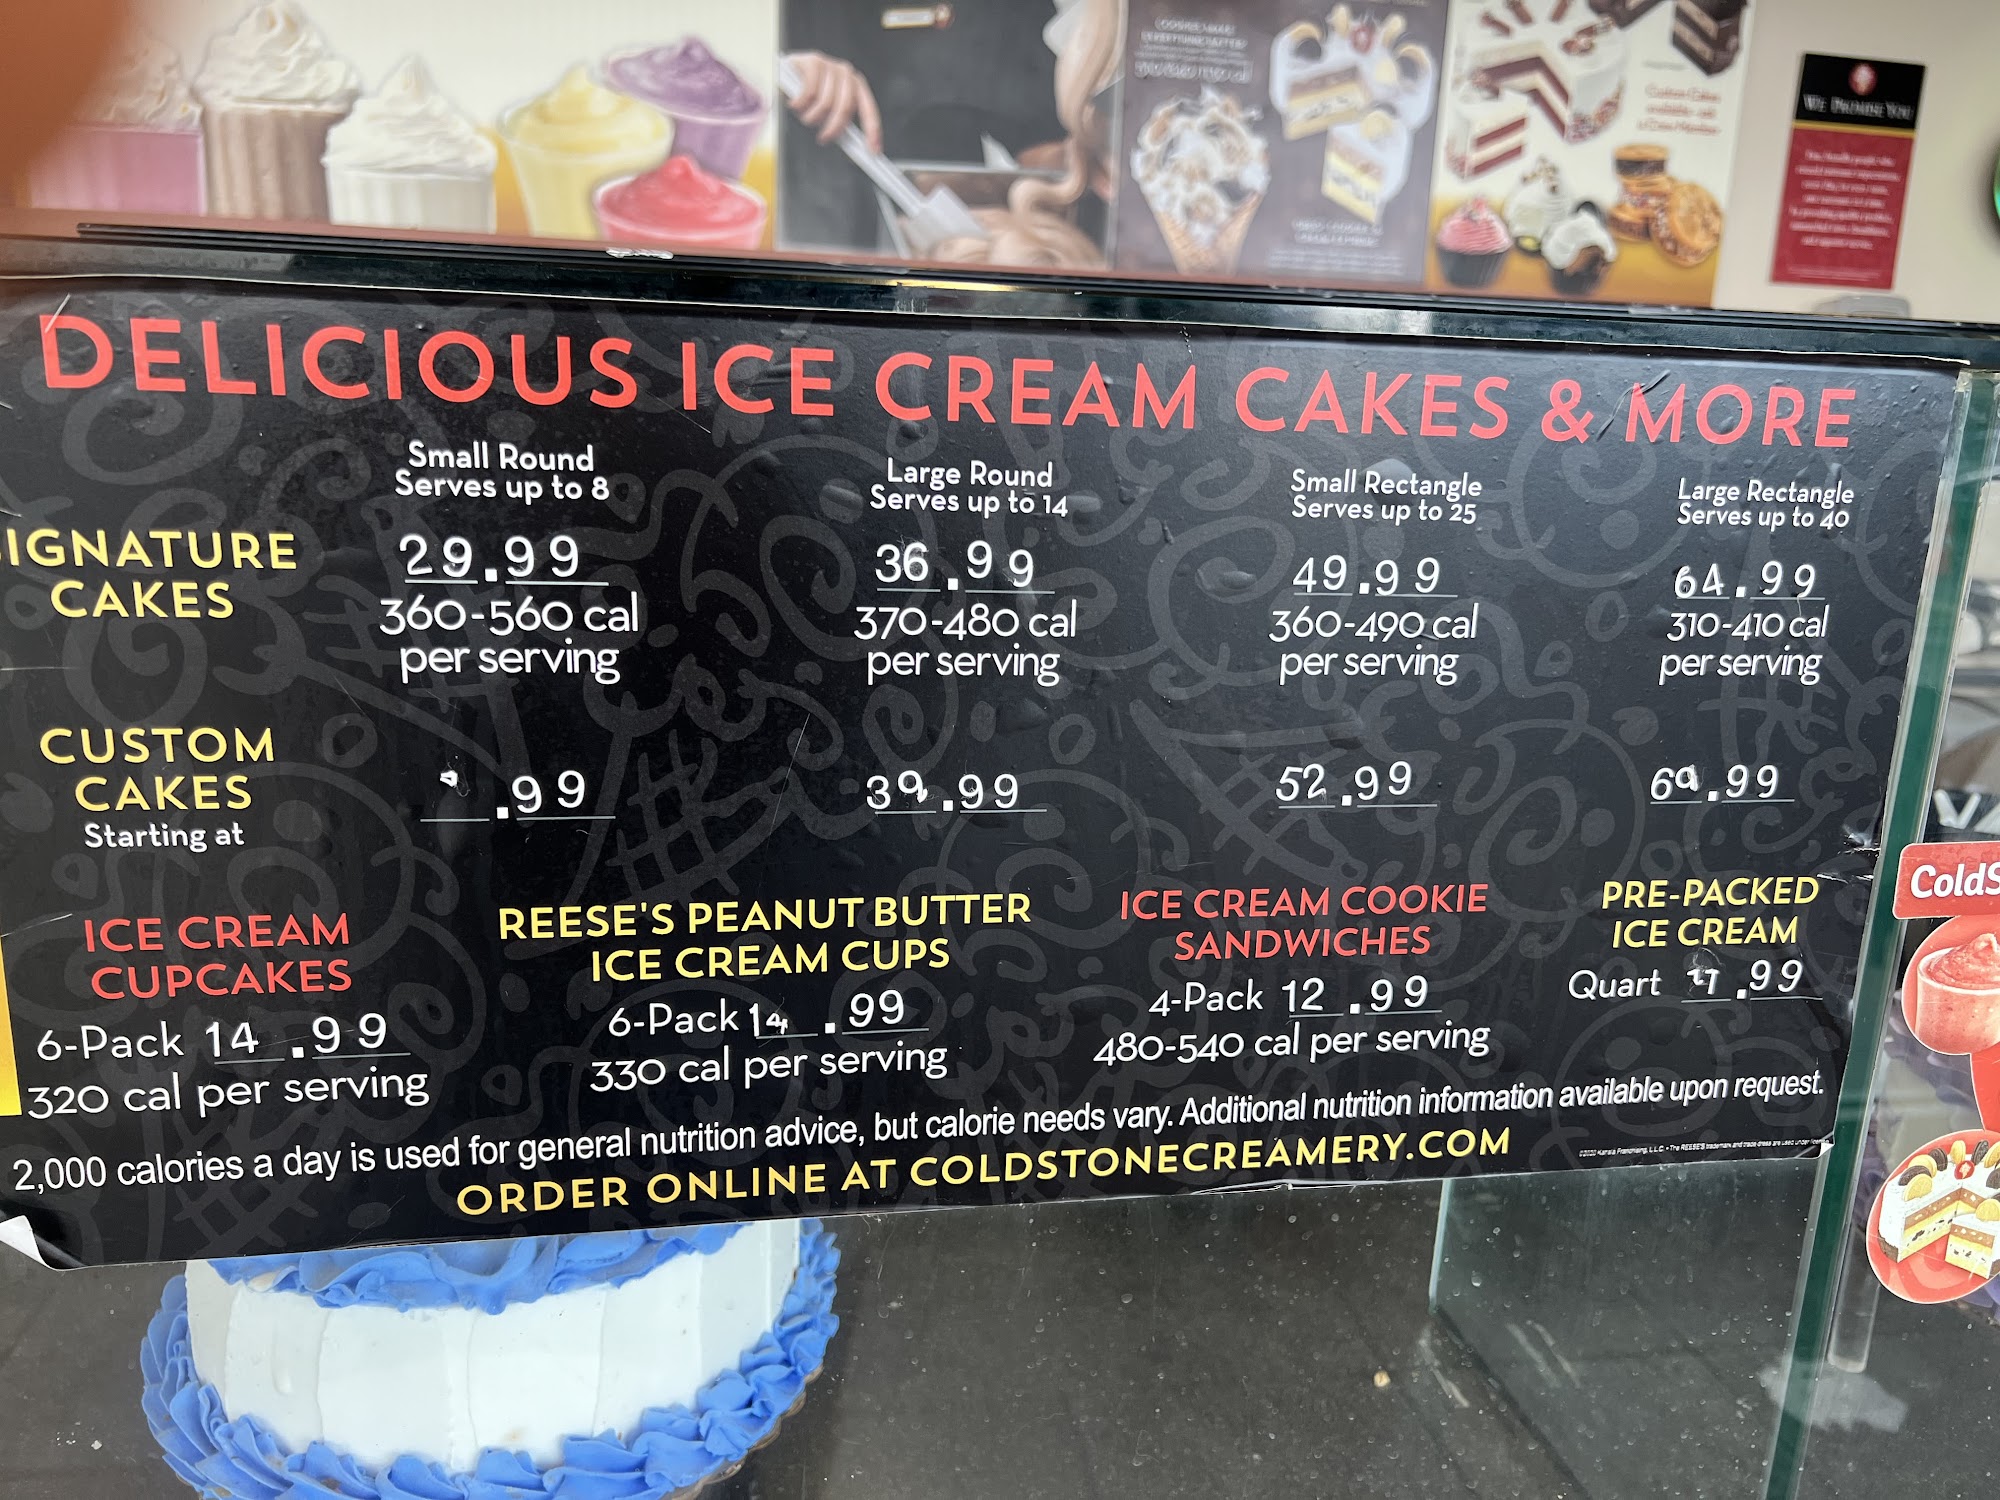 WE PROMISE YOU
DELICIOUS ICE CREAM CAKES & MORE
Small Round
Serves up to 8
Large Round
Serves up to 14
Small Rectangle
Serves up to 25
Large Rectangle
Serves up to 40
IGNATURE
CAKES
29.99
36.99
49.99
64.99
360-560 cal
per serving
370-480 cal
per serving
360-490 cal
per serving
310-410 cal
per serving
CUSTOM
CAKES
Starting at
.99
39.99
52.99
69.99
ICE CREAM
CUPCAKES
6-Pack 14.99
320 cal per serving
REESE'S PEANUT BUTTER
ICE CREAM CUPS
6-Pack 14.99
330 cal per serving
ICE CREAM COOKIE
SANDWICHES
4-Pack 12.99
480-540 cal per serving
PRE-PACKED
ICE CREAM
Quart .99
2,000 calories a day is used for general nutrition advice, but calorie needs vary. Additional nutrition information available upon request.
ORDER ONLINE AT COLDSTONECREAMERY.COM
ColdS